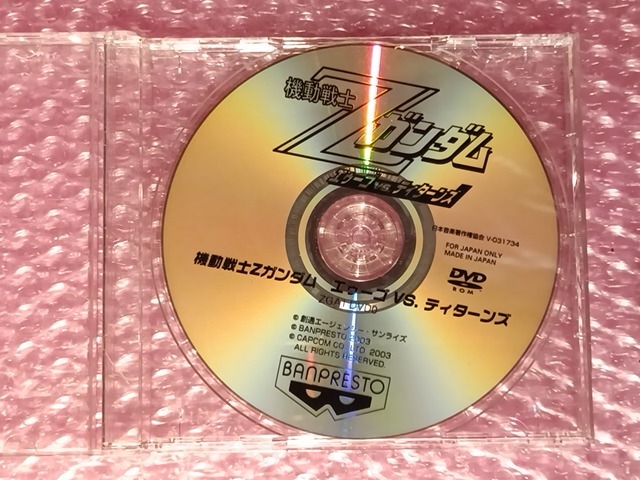 機動戦士
Zガンダム
エゥーゴVSティターンズ
日本音楽著作権協会 V-031734
FOR JAPAN ONLY
MADE IN JAPAN
DVD
ROM
機動戦士Zガンダム エゥーゴ VS. ティターンズ
ZGA1 DVD0
© 創通エージェンシー・サンライズ
© BANPRESTO 2003
© CAPCOM CO., LTD. 2003
ALL RIGHTS RESERVED.
BANPRESTO